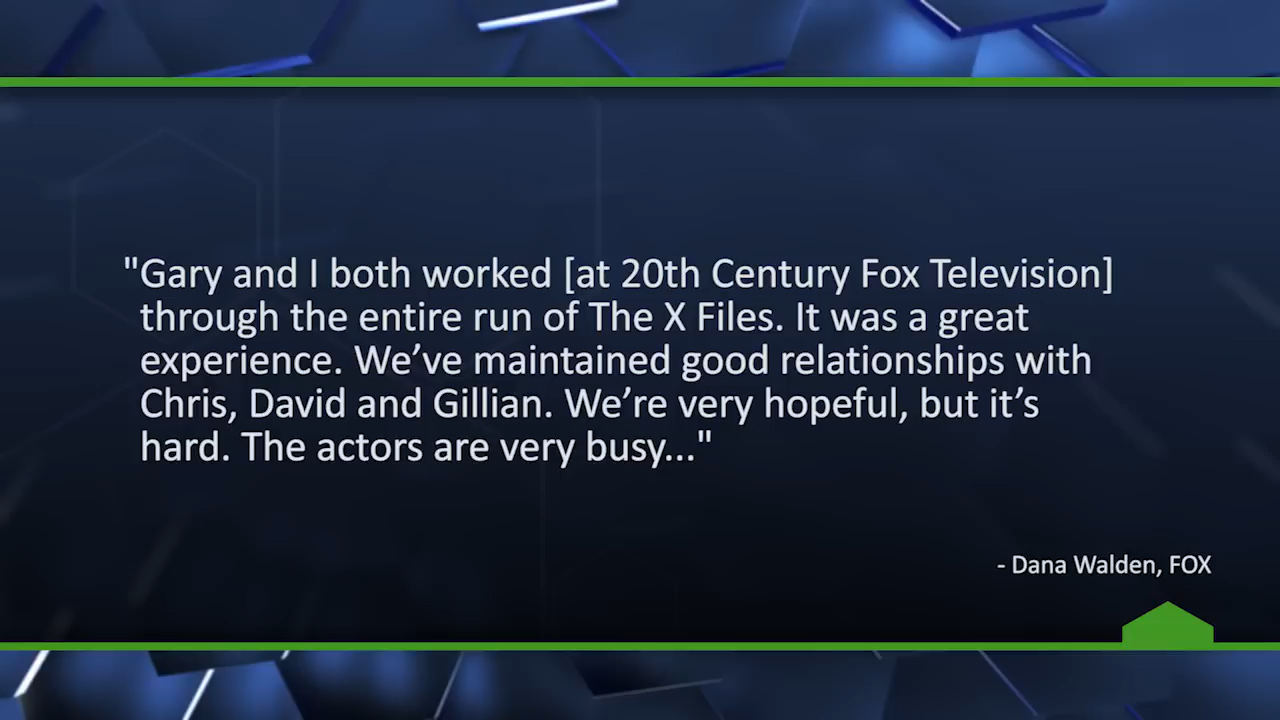 "Gary and I both worked [at 20th Century Fox Television]
through the entire run of The X Files. It was a great
experience. We’ve maintained good relationships with
Chris, David and Gillian. We’re very hopeful, but it’s
hard. The actors are very busy..."
- Dana Walden, FOX